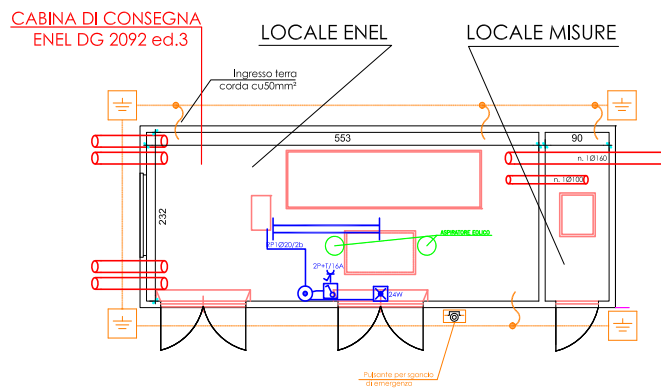 CABINA DI CONSEGNA
ENEL DG 2092 ed.3
LOCALE ENEL
LOCALE MISURE
Ingresso terra
corda cu50mm²
553
90
n. 1Ø160
n. 1Ø100
232
ASPIRATORE EOLICO
RP1Ø20/2b
2P+T/16A
24W
Pulsante per sgancio
di emergenza